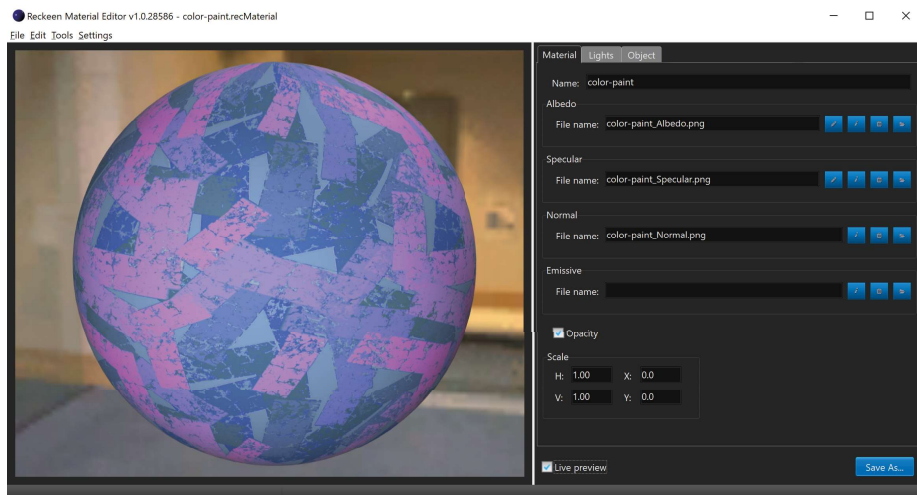 Reckeen Material Editor v1.0.28586 - color-paint.recMaterial
File Edit Tools Settings
Material Lights Object
Name: color-paint
Albedo
File name: color-paint_Albedo.png
Specular
File name: color-paint_Specular.png
Normal
File name: color-paint_Normal.png
Emissive
File name:
Opacity
Scale
H: 1.00 X: 0.0
V: 1.00 Y: 0.0
Live preview Save As...